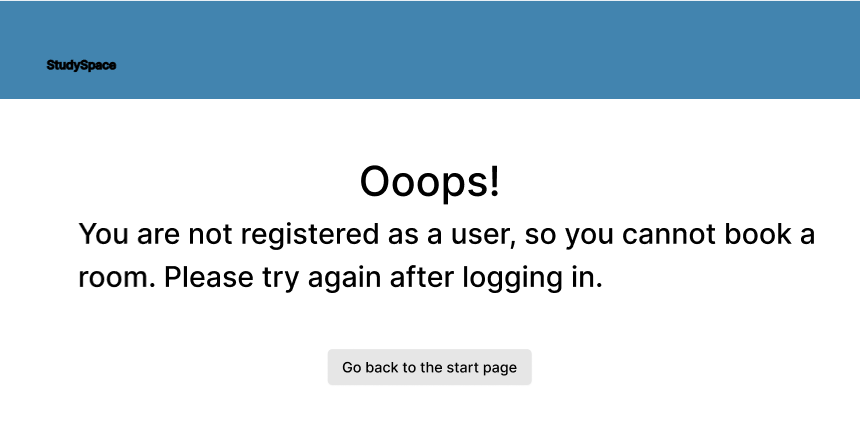 StudySpace
Ooops!
You are not registered as a user, so you cannot book a
room. Please try again after logging in.
Go back to the start page